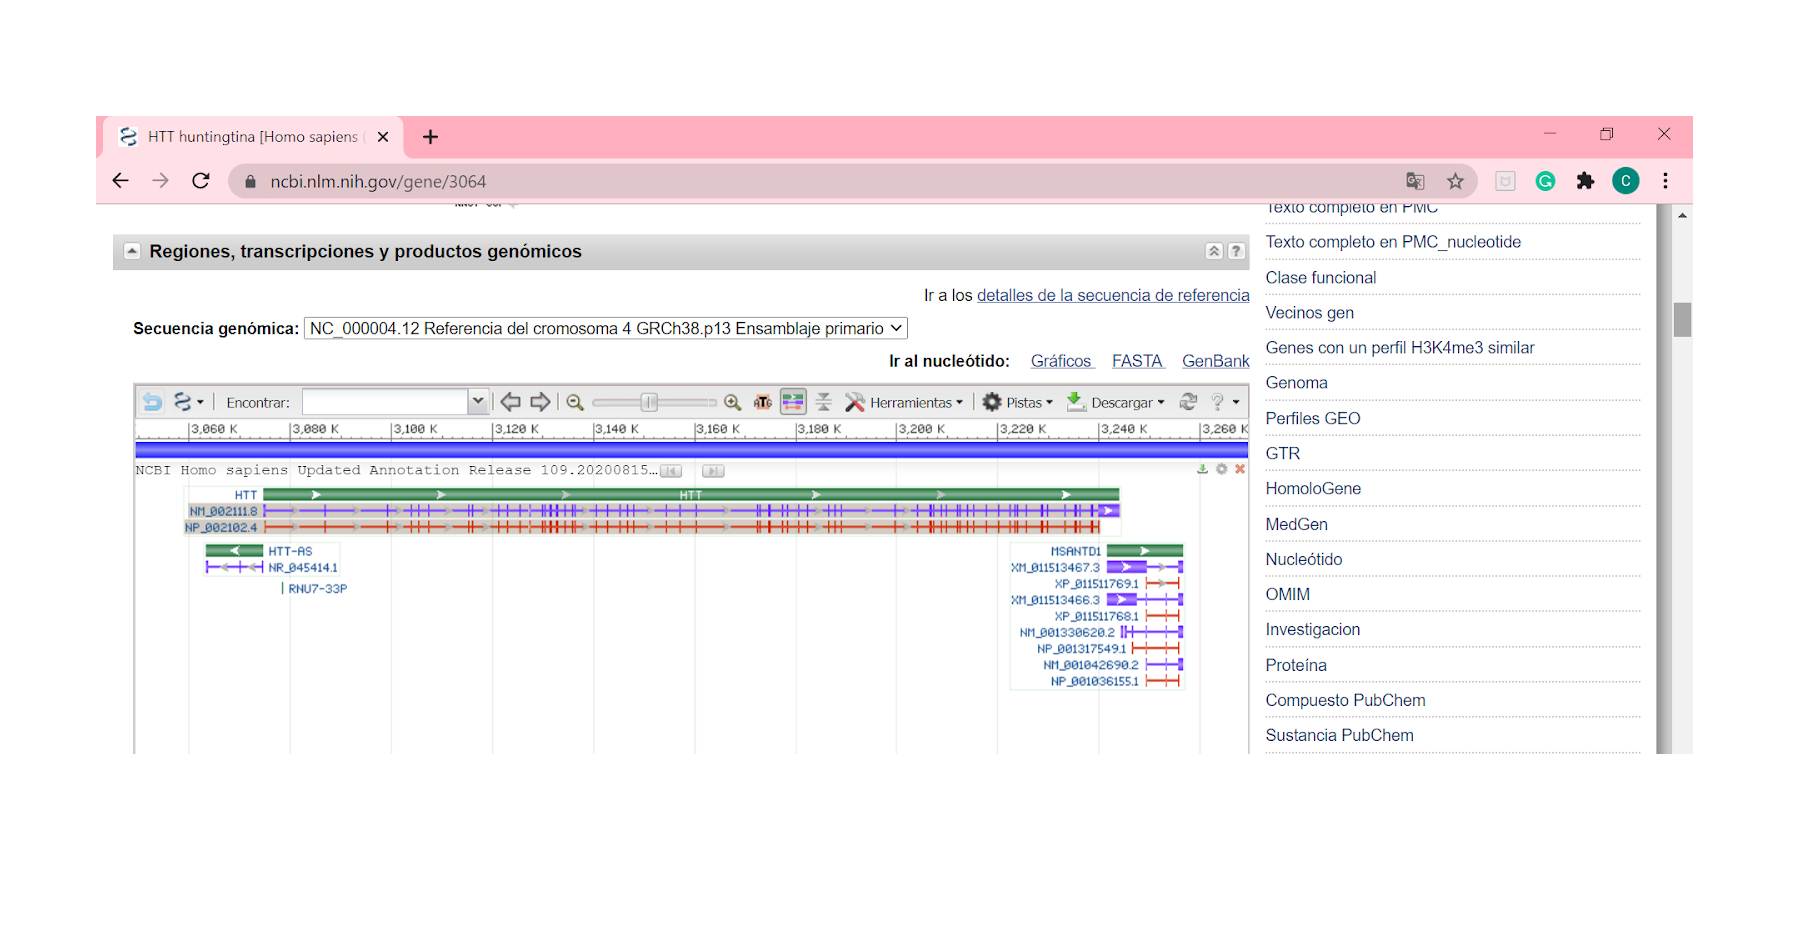 HTT huntingtina [Homo sapiens (
ncbi.nlm.nih.gov/gene/3064
C
Regiones, transcripciones y productos genómicos
Ir a los detalles de la secuencia de referencia
Secuencia genómica: NC_000004.12 Referencia del cromosoma 4 GRCh38.p13 Ensamblaje primario
Ir al nucleótido: Gráficos FASTA GenBank
Encontrar: ATG Herramientas Pistas Descargar ?
3,060 K 3,080 K 3,100 K 3,120 K 3,140 K 3,160 K 3,180 K 3,200 K 3,220 K 3,240 K 3,260 K
NCBI Homo sapiens Updated Annotation Release 109.20200815…
HTT HTT
NM_002111.8
NP_002102.4
HTT-AS
NR_045414.1
RNU7-33P
MSANTD1
XM_011513467.3
XP_011511769.1
XM_011513466.3
XP_011511768.1
NM_001330620.2
NP_001317549.1
NM_001042690.2
NP_001036155.1
Texto completo en PMC
Texto completo en PMC_nucleotide
Clase funcional
Vecinos gen
Genes con un perfil H3K4me3 similar
Genoma
Perfiles GEO
GTR
HomoloGene
MedGen
Nucleótido
OMIM
Investigacion
Proteína
Compuesto PubChem
Sustancia PubChem